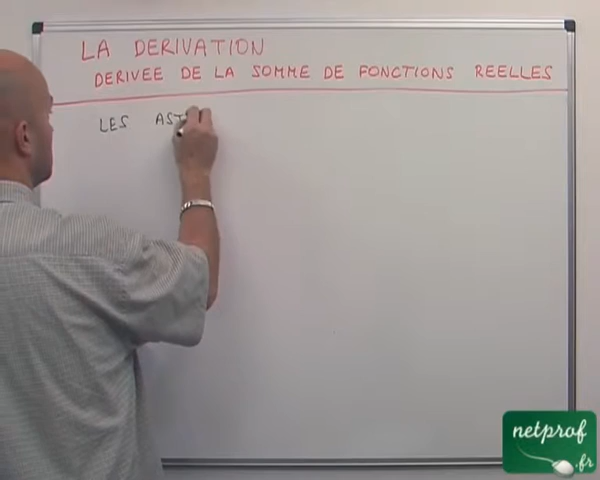 LA DERIVATION
DERIVEE DE LA SOMME DE FONCTIONS REELLES
LES AST
netprof
.fr